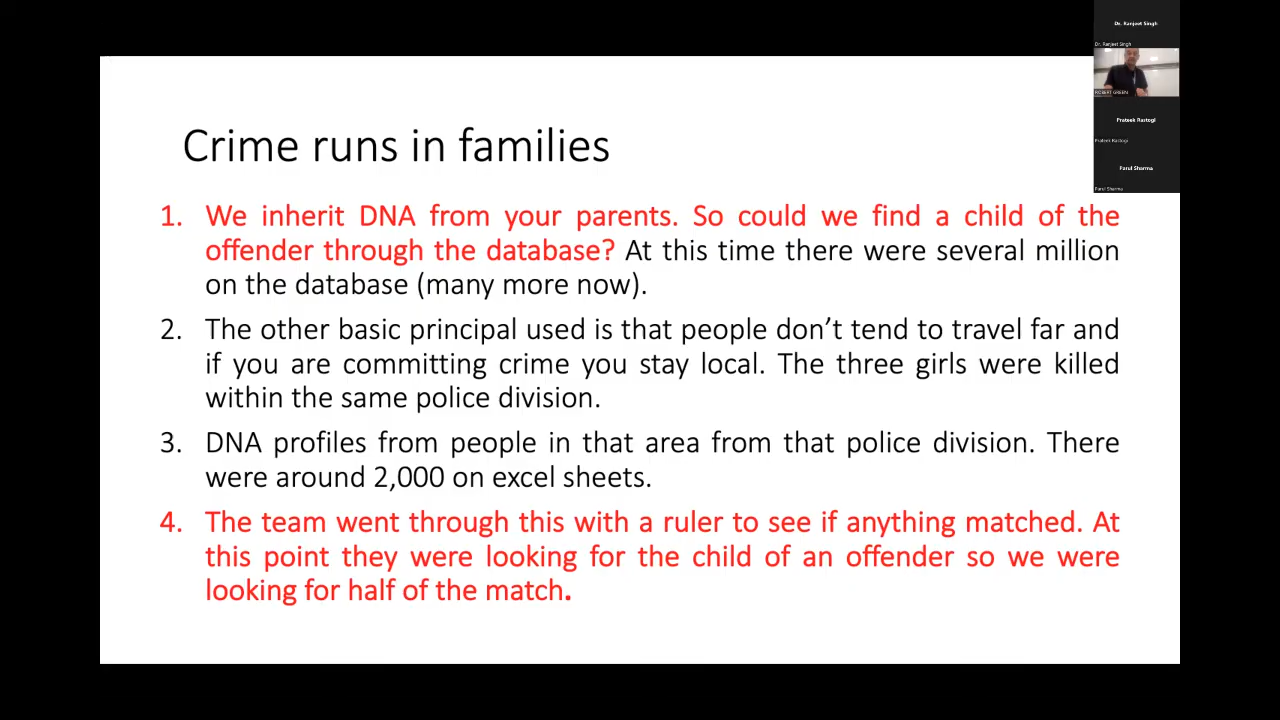 Crime runs in families
1. We inherit DNA from your parents. So could we find a child of the
offender through the database? At this time there were several million
on the database (many more now).
2. The other basic principal used is that people don’t tend to travel far and
if you are committing crime you stay local. The three girls were killed
within the same police division.
3. DNA profiles from people in that area from that police division. There
were around 2,000 on excel sheets.
4. The team went through this with a ruler to see if anything matched. At
this point they were looking for the child of an offender so we were
looking for half of the match.
Dr. Ranjeet Singh
Dr. Ranjeet Singh
ROBERT GREEN
Prateek Rastogi
Prateek Rastogi
Parul Sharma
Parul Sharma